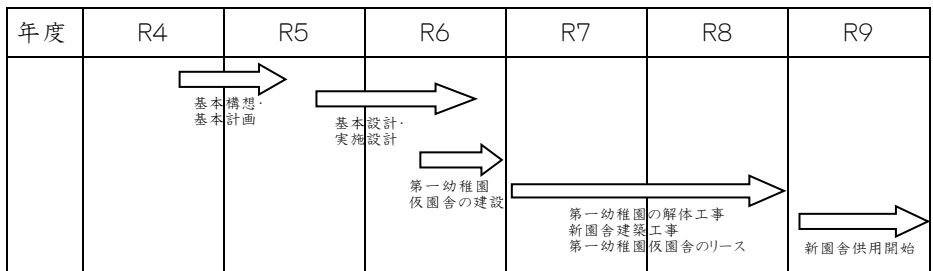 年度 R4 R5 R6 R7 R8 R9
基本構想・
基本計画
基本設計・
実施設計
第一幼稚園
仮園舎の建設
第一幼稚園の解体工事
新園舎建築工事
第一幼稚園仮園舎のリース
新園舎供用開始